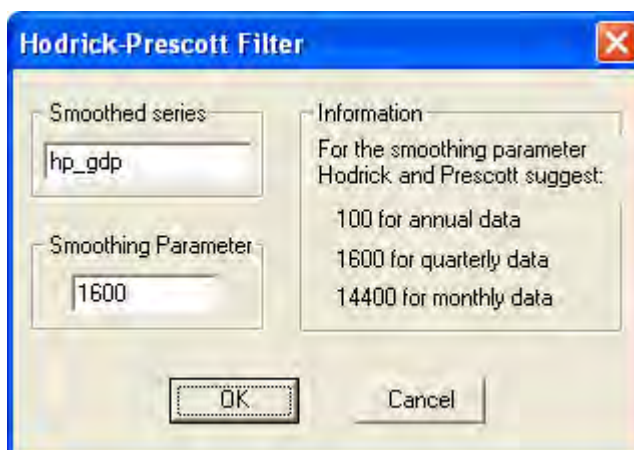 Hodrick-Prescott Filter
Smoothed series
hp_gdp
Smoothing Parameter
1600
Information
For the smoothing parameter
Hodrick and Prescott suggest:
100 for annual data
1600 for quarterly data
14400 for monthly data
OK
Cancel